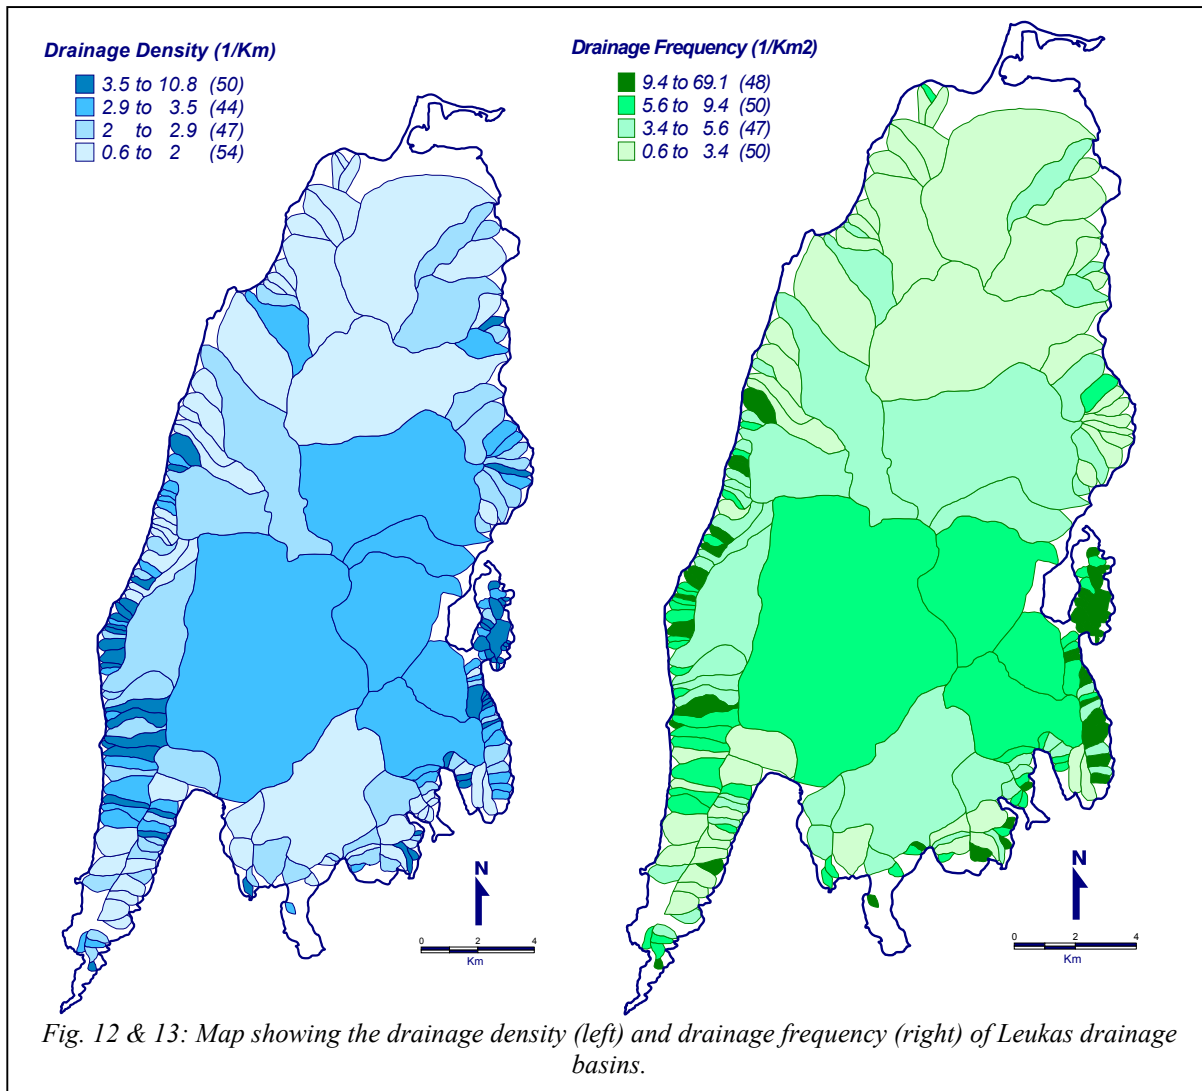 Drainage Density (1/Km)
3.5 to 10.8 (50)
2.9 to 3.5 (44)
2 to 2.9 (47)
0.6 to 2 (54)
N
0 2 4
Km
Drainage Frequency (1/Km2)
9.4 to 69.1 (48)
5.6 to 9.4 (50)
3.4 to 5.6 (47)
0.6 to 3.4 (50)
N
0 2 4
Km
Fig. 12 & 13: Map showing the drainage density (left) and drainage frequency (right) of Leukas drainage
basins.